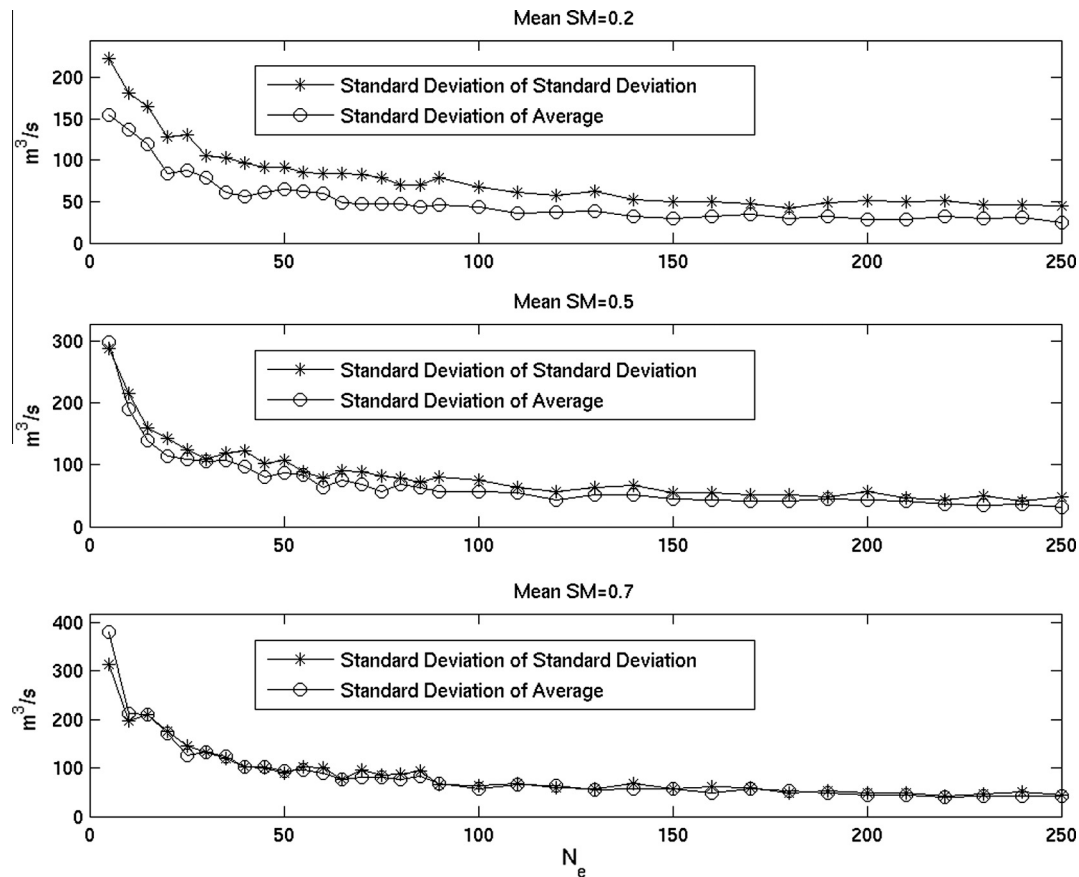 Mean SM=0.2
m³/s
200
150
100
50
0
Standard Deviation of Standard Deviation
Standard Deviation of Average
0 50 100 150 200 250
Mean SM=0.5
m³/s
300
200
100
0
Standard Deviation of Standard Deviation
Standard Deviation of Average
0 50 100 150 200 250
Mean SM=0.7
m³/s
400
300
200
100
0
Standard Deviation of Standard Deviation
Standard Deviation of Average
0 50 100 150 200 250
Nₑ